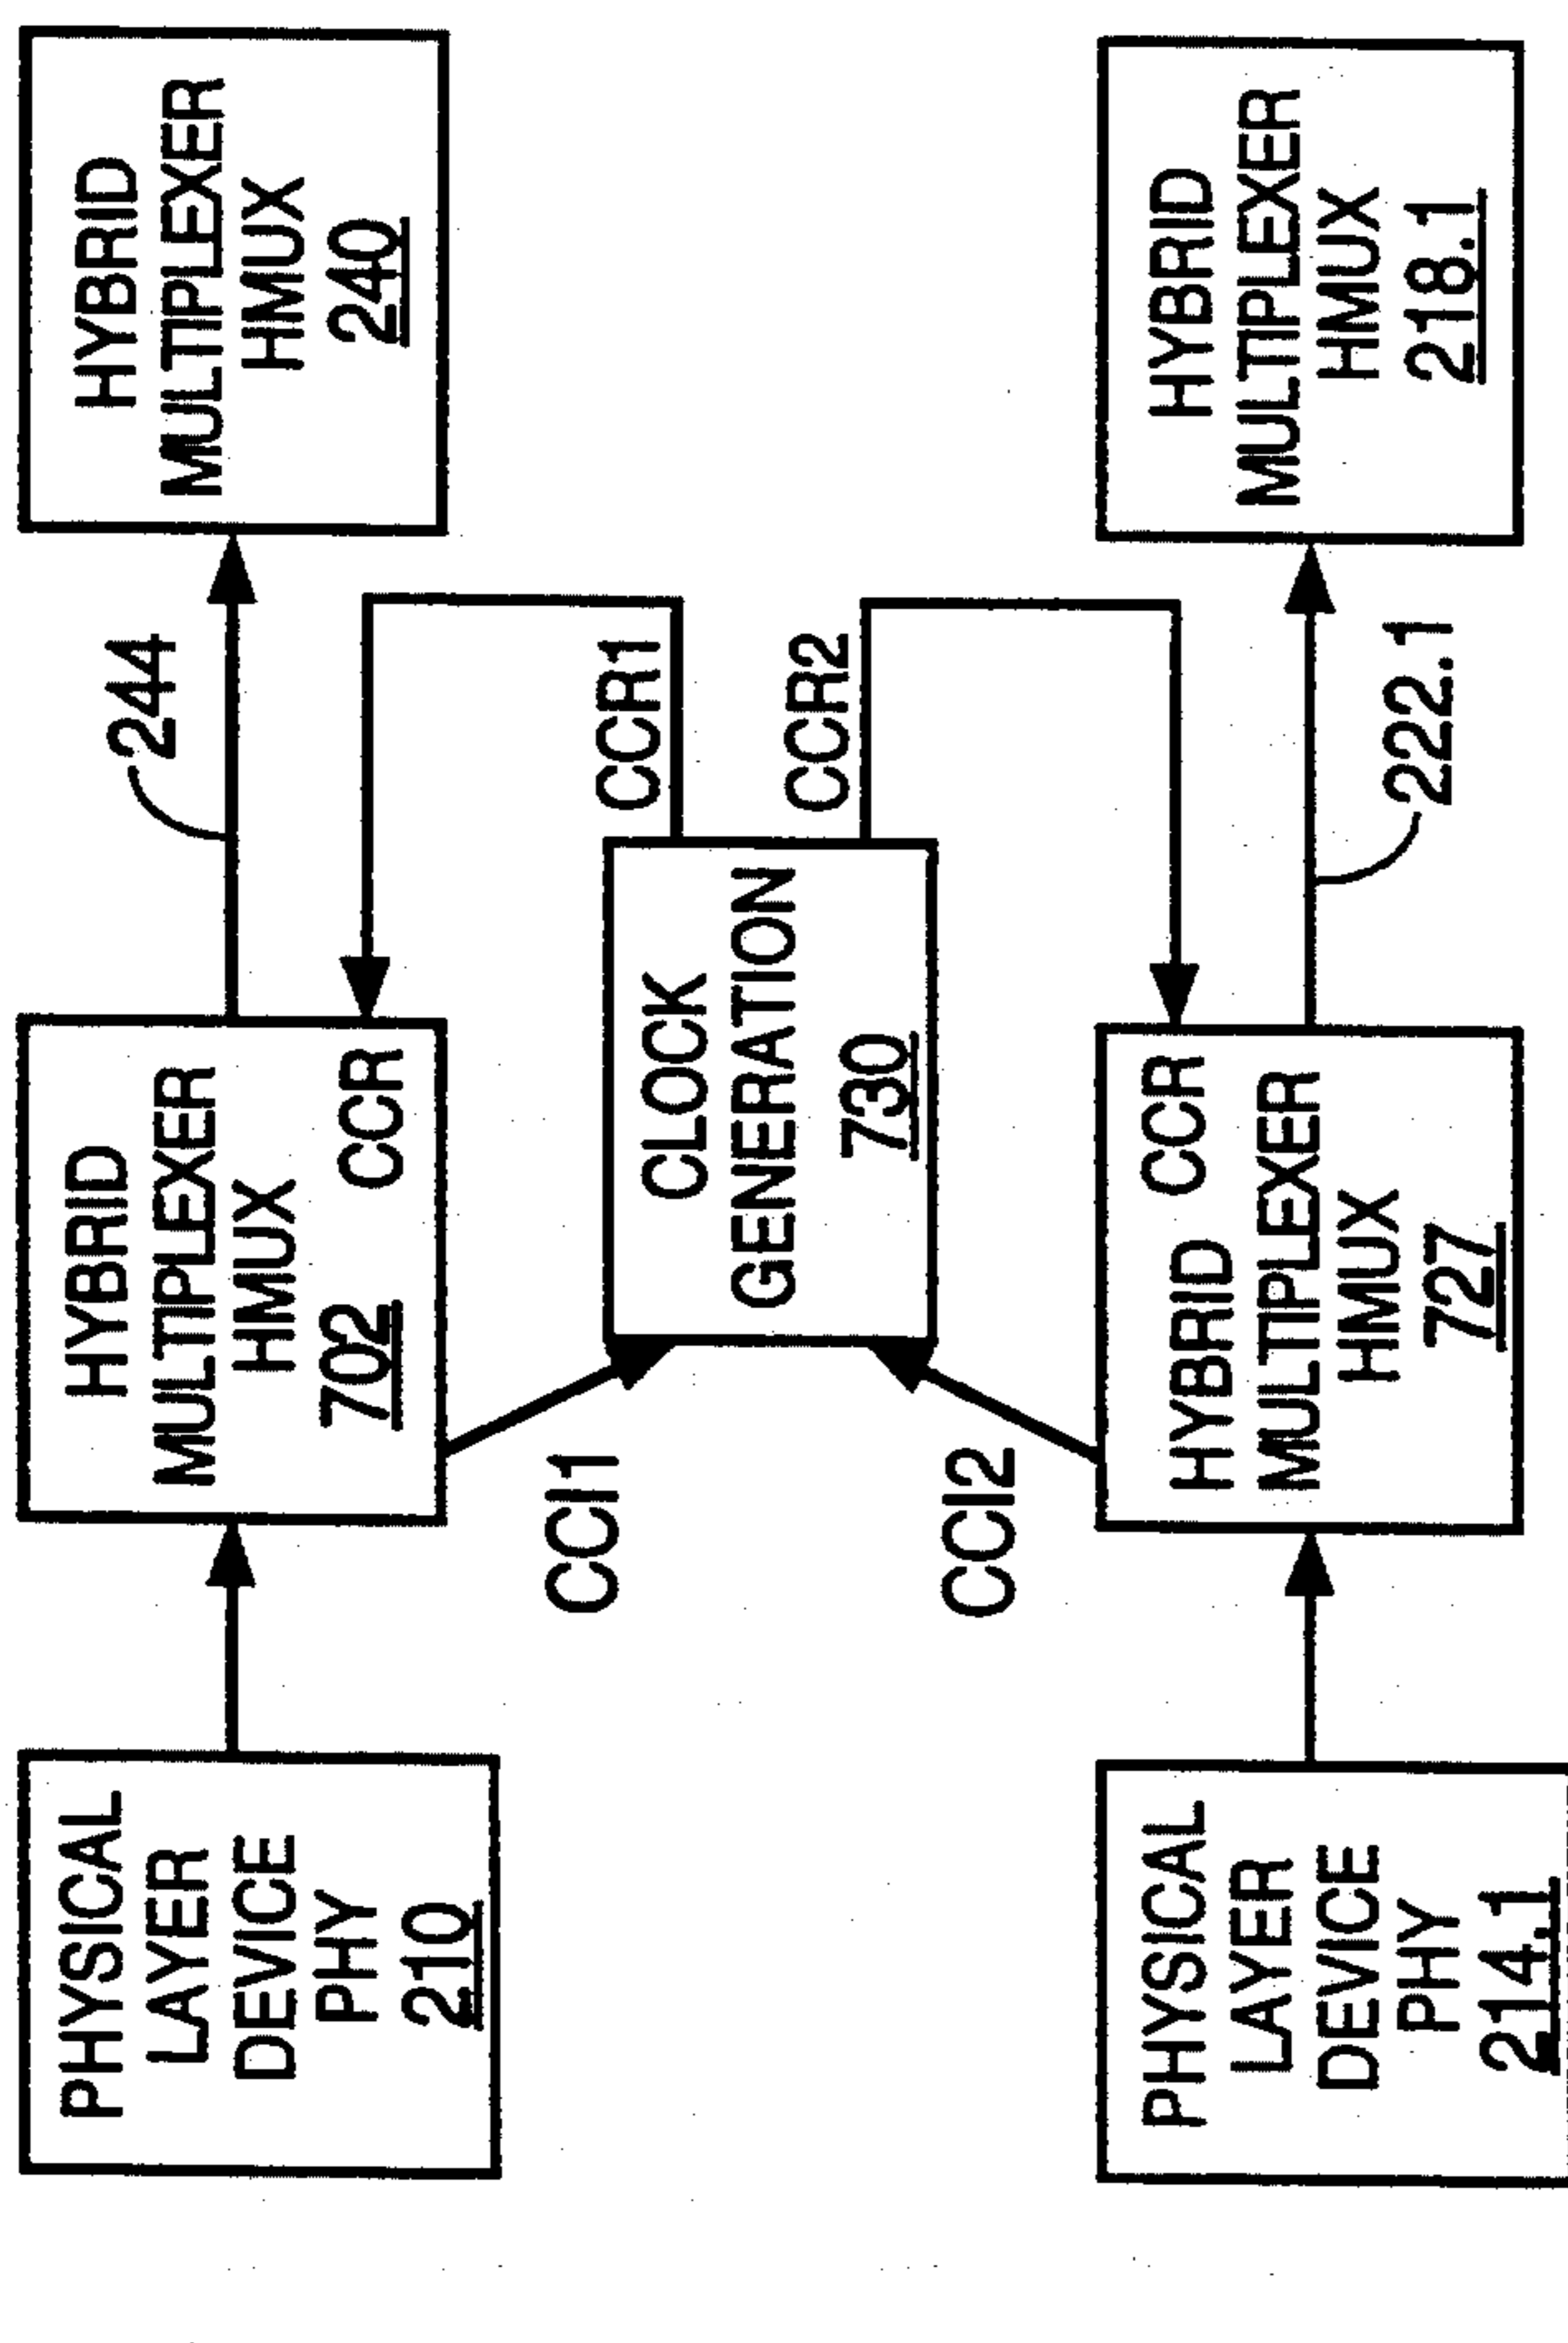 PHYSICAL
LAYER
DEVICE
PHY
210
HYBRID
MULTIPLEXER
HMUX
702
CCR
244
HYBRID
MULTIPLEXER
HMUX
240
CCI1
CCI2
CLOCK
GENERATION
730
CCR1
CCR2
PHYSICAL
LAYER
DEVICE
PHY
214.1
CCR
HYBRID
MULTIPLEXER
HMUX
727
222.1
HYBRID
MULTIPLEXER
HMUX
218.1